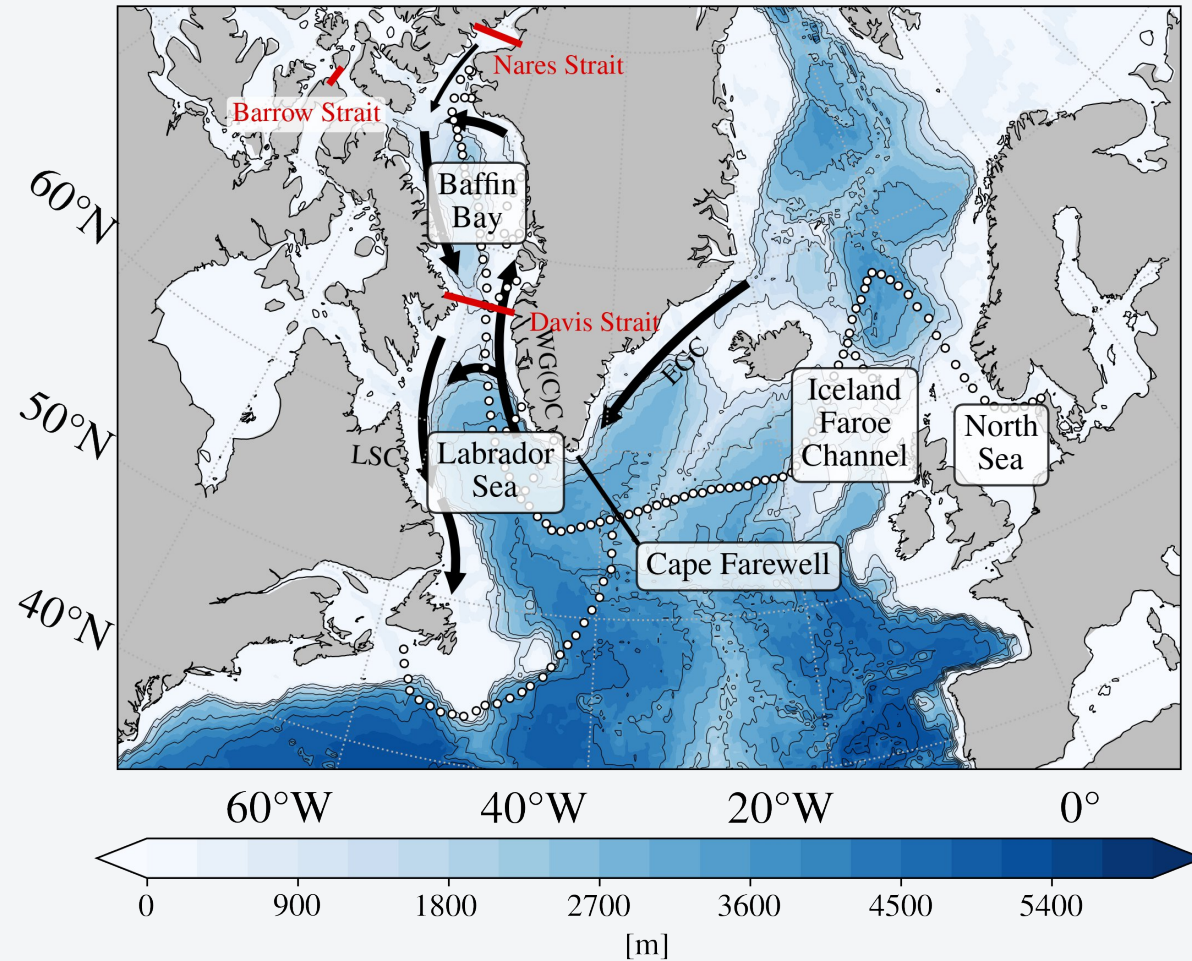 Nares Strait
Barrow Strait
Baffin
Bay
60°N
Davis Strait
WG(C)C
EGC
Iceland
Faroe
Channel
50°N
North
Sea
LSC
Labrador
Sea
Cape Farewell
40°N
60°W 40°W 20°W 0°
0 900 1800 2700 3600 4500 5400
[m]